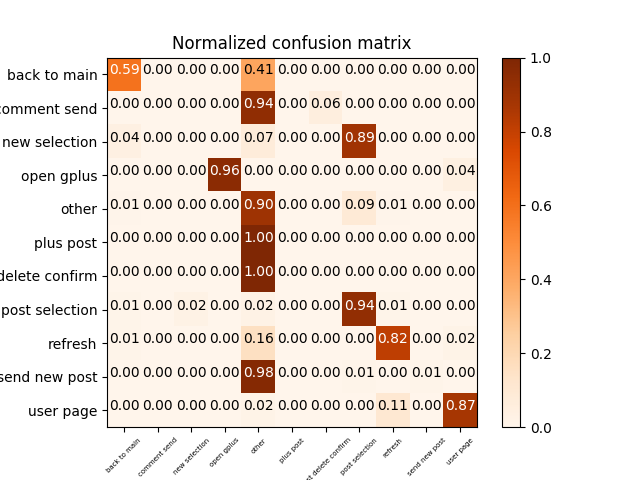 Normalized confusion matrix
back to main 0.59 0.00 0.00 0.00 0.41 0.00 0.00 0.00 0.00 0.00 0.00
comment send 0.00 0.00 0.00 0.00 0.94 0.00 0.06 0.00 0.00 0.00 0.00
new selection 0.04 0.00 0.00 0.00 0.07 0.00 0.00 0.89 0.00 0.00 0.00
open gplus 0.00 0.00 0.00 0.96 0.00 0.00 0.00 0.00 0.00 0.00 0.04
other 0.01 0.00 0.00 0.00 0.90 0.00 0.00 0.09 0.01 0.00 0.00
plus post 0.00 0.00 0.00 0.00 1.00 0.00 0.00 0.00 0.00 0.00 0.00
delete confirm 0.00 0.00 0.00 0.00 1.00 0.00 0.00 0.00 0.00 0.00 0.00
post selection 0.01 0.00 0.02 0.00 0.02 0.00 0.00 0.94 0.01 0.00 0.00
refresh 0.01 0.00 0.00 0.00 0.16 0.00 0.00 0.00 0.82 0.00 0.02
send new post 0.00 0.00 0.00 0.00 0.98 0.00 0.00 0.01 0.00 0.01 0.00
user page 0.00 0.00 0.00 0.00 0.02 0.00 0.00 0.00 0.11 0.00 0.87
back to main
comment send
new selection
open gplus
other
plus post
st delete confirm
post selection
refresh
send new post
user page
1.0
0.8
0.6
0.4
0.2
0.0